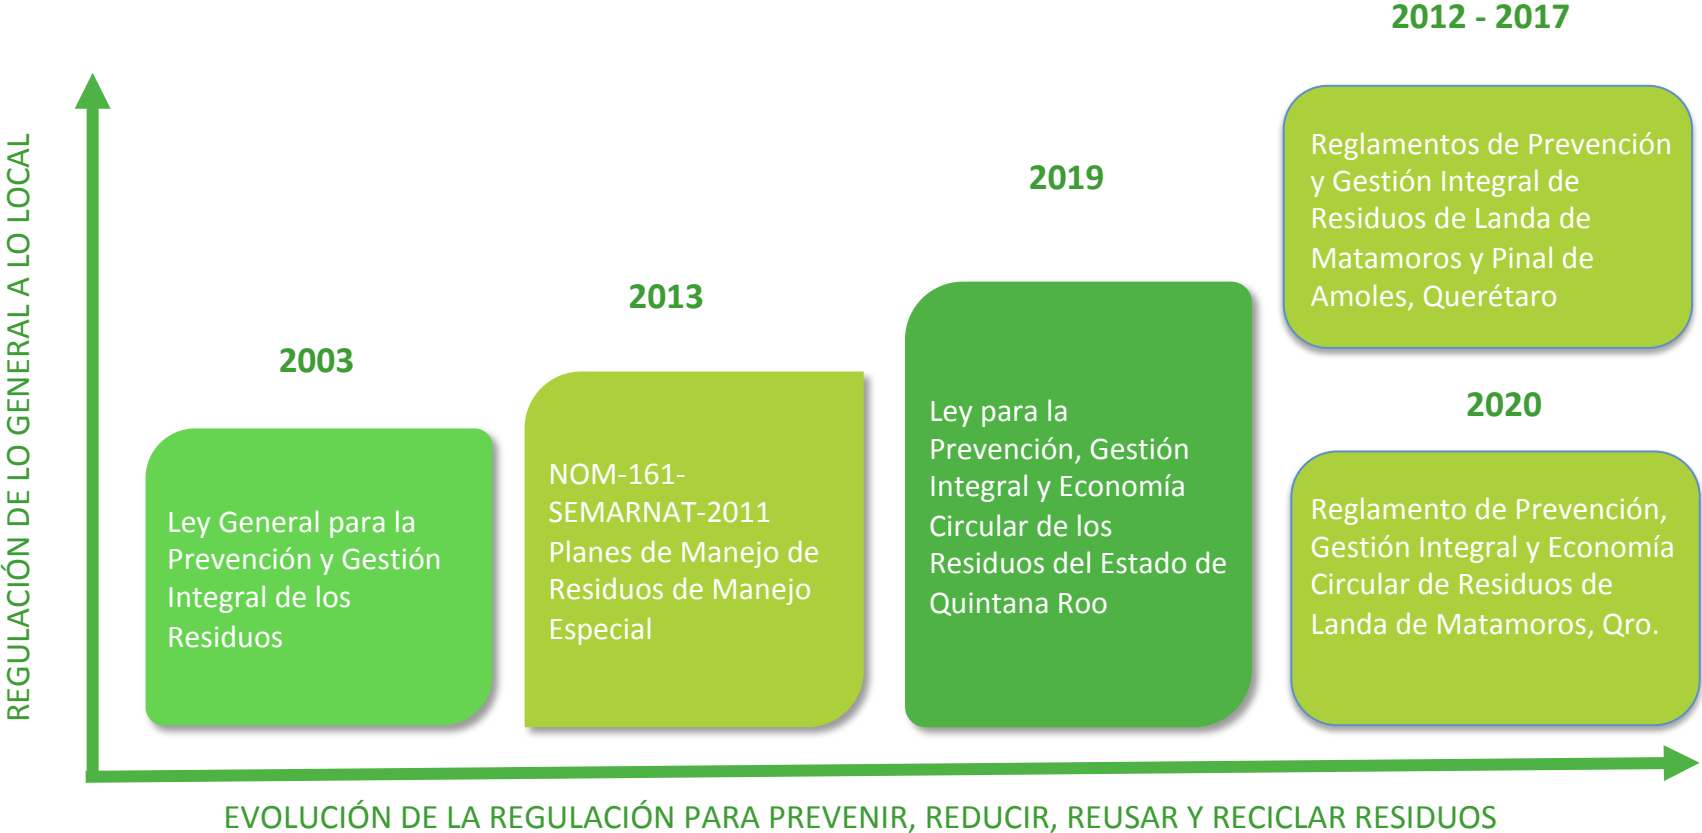 REGULACIÓN DE LO GENERAL A LO LOCAL
2003
Ley General para la
Prevención y Gestión
Integral de los
Residuos
2013
NOM-161-
SEMARNAT-2011
Planes de Manejo de
Residuos de Manejo
Especial
2019
Ley para la
Prevención, Gestión
Integral y Economía
Circular de los
Residuos del Estado de
Quintana Roo
2012 - 2017
Reglamentos de Prevención
y Gestión Integral de
Residuos de Landa de
Matamoros y Pinal de
Amoles, Querétaro
2020
Reglamento de Prevención,
Gestión Integral y Economía
Circular de Residuos de
Landa de Matamoros, Qro.
EVOLUCIÓN DE LA REGULACIÓN PARA PREVENIR, REDUCIR, REUSAR Y RECICLAR RESIDUOS